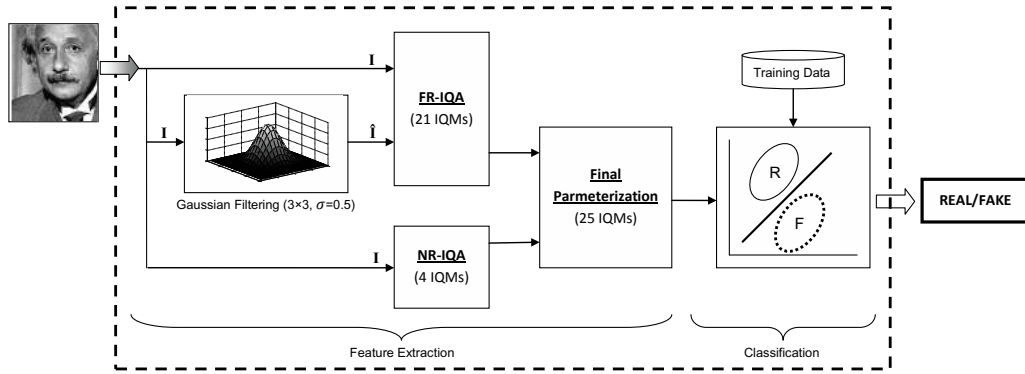 I
FR-IQA
(21 IQMs)
I
Î
Gaussian Filtering (3×3, σ=0.5)
I
NR-IQA
(4 IQMs)
Final
Parmeterization
(25 IQMs)
Training Data
R
F
REAL/FAKE
Feature Extraction
Classification